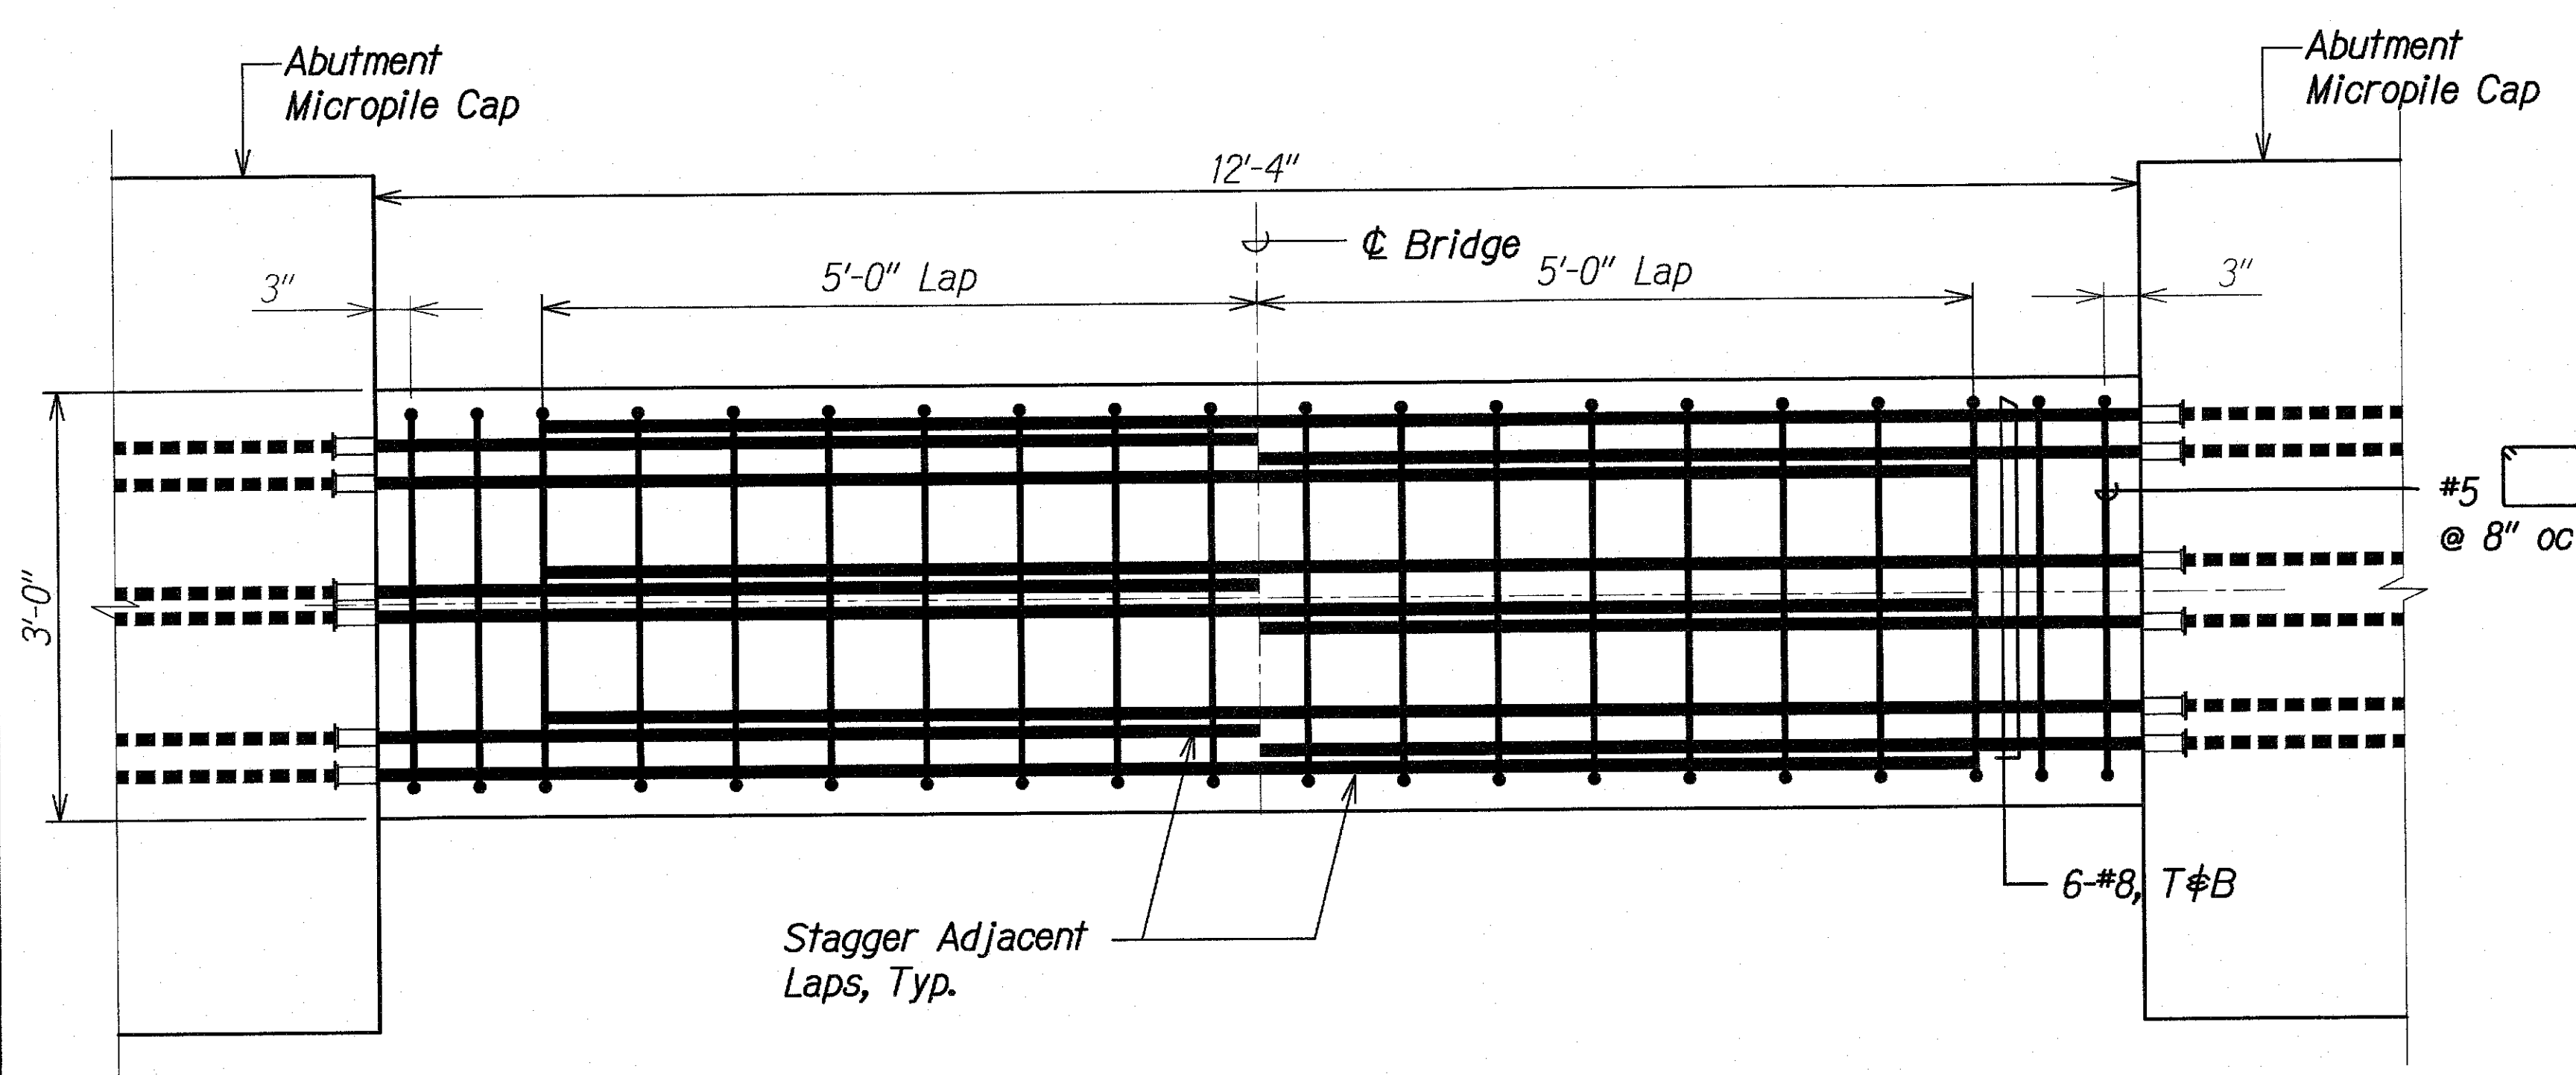 Abutment
Micropile Cap
Abutment
Micropile Cap
12'-4"
℄ Bridge
3"
5'-0" Lap
5'-0" Lap
3"
3'-0"
#5
@ 8" oc
6-#8, T&B
Stagger Adjacent
Laps, Typ.